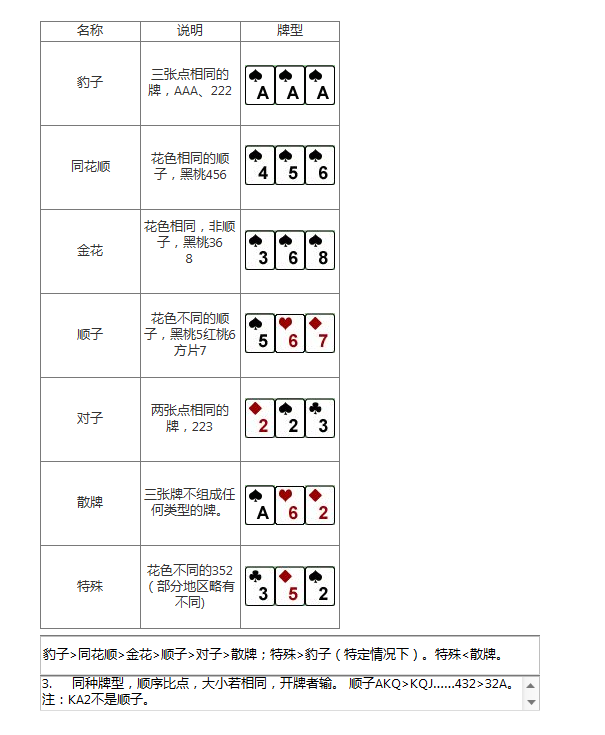 名称 说明 牌型
豹子
三张点相同的
牌，AAA、222
A A A
同花顺
花色相同的顺
子，黑桃456
4 5 6
金花
花色相同，非顺
子，黑桃36
8
3 6 8
顺子
花色不同的顺
子，黑桃5红桃6
方片7
5 6 7
对子
两张点相同的
牌，223
2 2 3
散牌
三张牌不组成任
何类型的牌。
A 6 2
特殊
花色不同的352
（部分地区略有
不同)
3 5 2
豹子>同花顺>金花>顺子>对子>散牌；特殊>豹子（特定情况下）。特殊<散牌。
3. 同种牌型，顺序比点，大小若相同，开牌者输。 顺子AKQ>KQJ......432>32A。
注：KA2不是顺子。